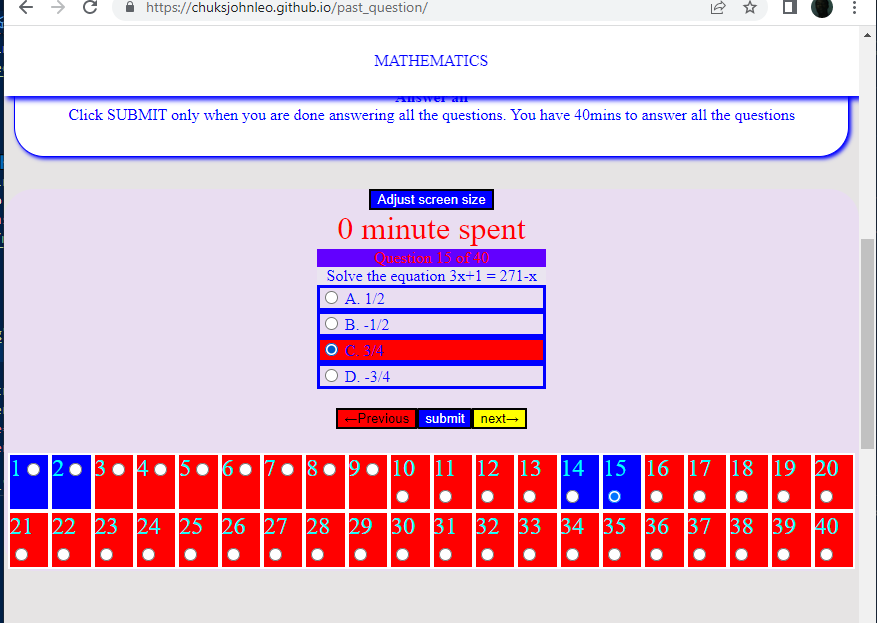 https://chuksjohnleo.github.io/past_question/
MATHEMATICS
Answer all
Click SUBMIT only when you are done answering all the questions. You have 40mins to answer all the questions
Adjust screen size
0 minute spent
Question 15 of 40
Solve the equation 3x+1 = 271-x
A. 1/2
B. -1/2
C. 3/4
D. -3/4
←Previous submit next→
1 2 3 4 5 6 7 8 9 10 11 12 13 14 15 16 17 18 19 20
21 22 23 24 25 26 27 28 29 30 31 32 33 34 35 36 37 38 39 40